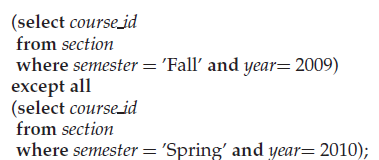 (select course_id
from section
where semester = 'Fall' and year= 2009)
except all
(select course_id
from section
where semester = 'Spring' and year= 2010);